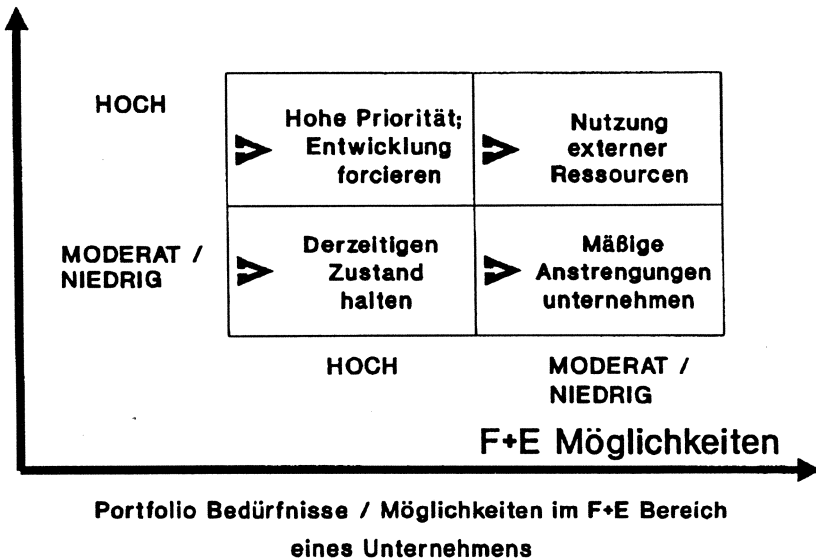 HOCH
Hohe Priorität;
Entwicklung
forcieren
Nutzung
externer
Ressourcen
MODERAT /
NIEDRIG
Derzeitigen
Zustand
halten
Mäßige
Anstrengungen
unternehmen
HOCH
MODERAT /
NIEDRIG
F+E Möglichkeiten
Portfolio Bedürfnisse / Möglichkeiten im F+E Bereich
eines Unternehmens